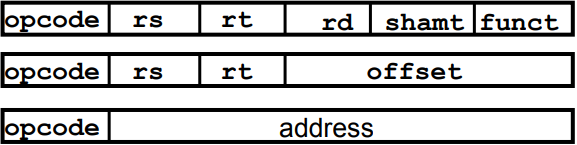 opcode rs rt rd shamt funct
opcode rs rt offset
opcode address